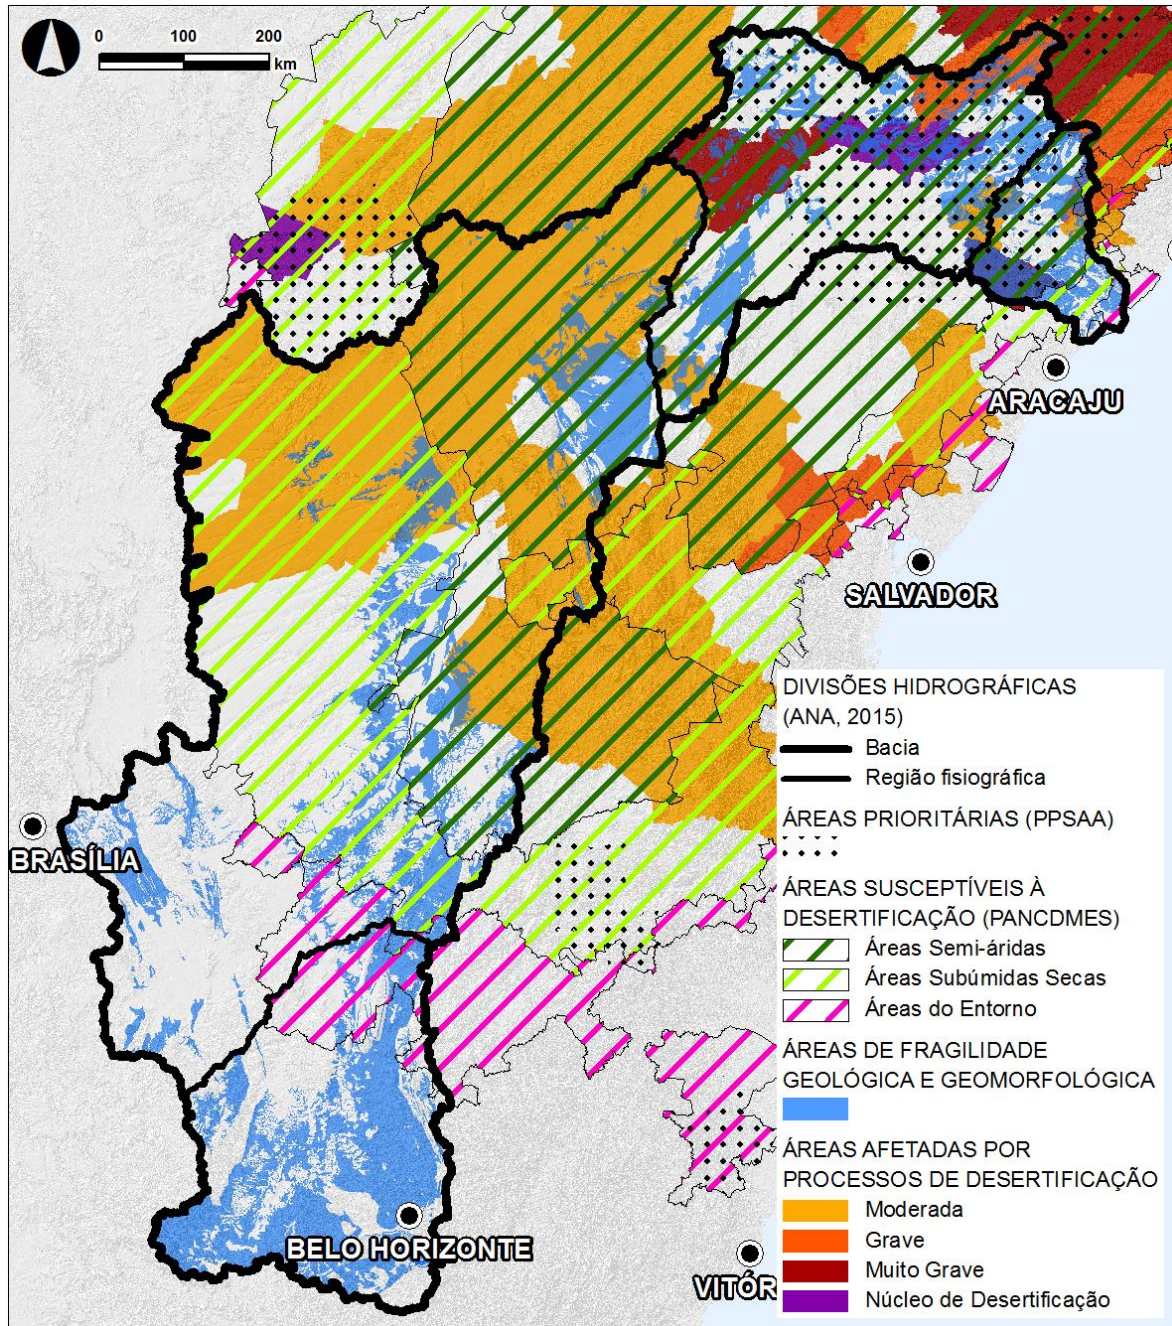 0 100 200
km
ARACAJU
SALVADOR
BRASÍLIA
BELO HORIZONTE
VITÓR
DIVISÕES HIDROGRÁFICAS
(ANA, 2015)
Bacia
Região fisiográfica
ÁREAS PRIORITÁRIAS (PPSAA)
ÁREAS SUSCEPTÍVEIS À
DESERTIFICAÇÃO (PANCDMES)
Áreas Semi-áridas
Áreas Subúmidas Secas
Áreas do Entorno
ÁREAS DE FRAGILIDADE
GEOLÓGICA E GEOMORFOLÓGICA
ÁREAS AFETADAS POR
PROCESSOS DE DESERTIFICAÇÃO
Moderada
Grave
Muito Grave
Núcleo de Desertificação